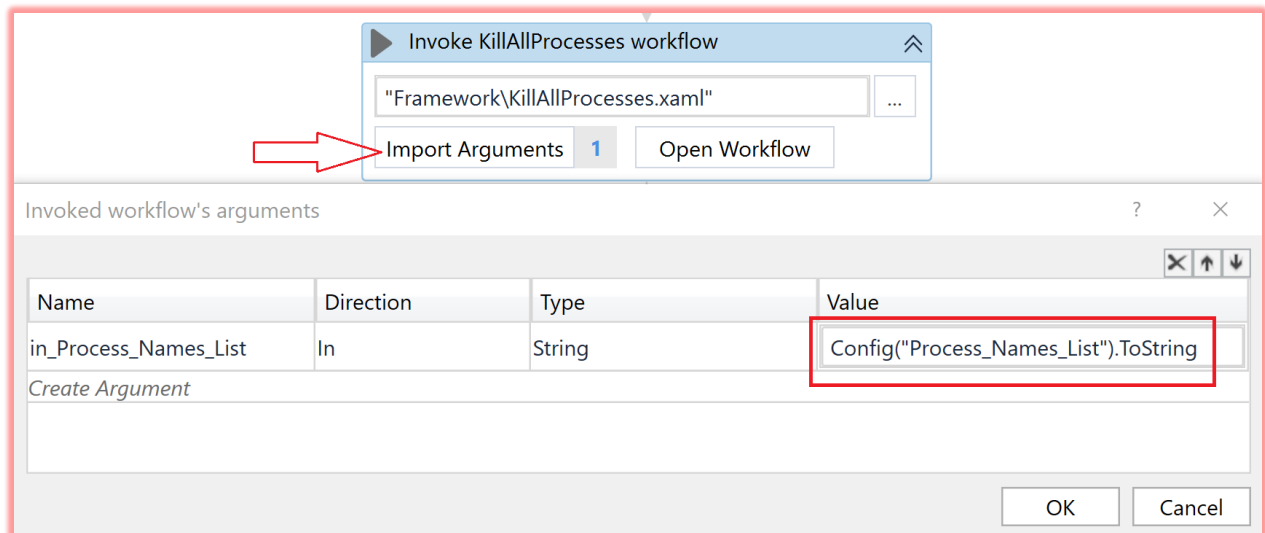 Invoke KillAllProcesses workflow
"Framework\KillAllProcesses.xaml" ...
Import Arguments 1 Open Workflow
Invoked workflow's arguments ?
Name Direction Type Value
in_Process_Names_List In String Config("Process_Names_List").ToString
Create Argument
OK Cancel